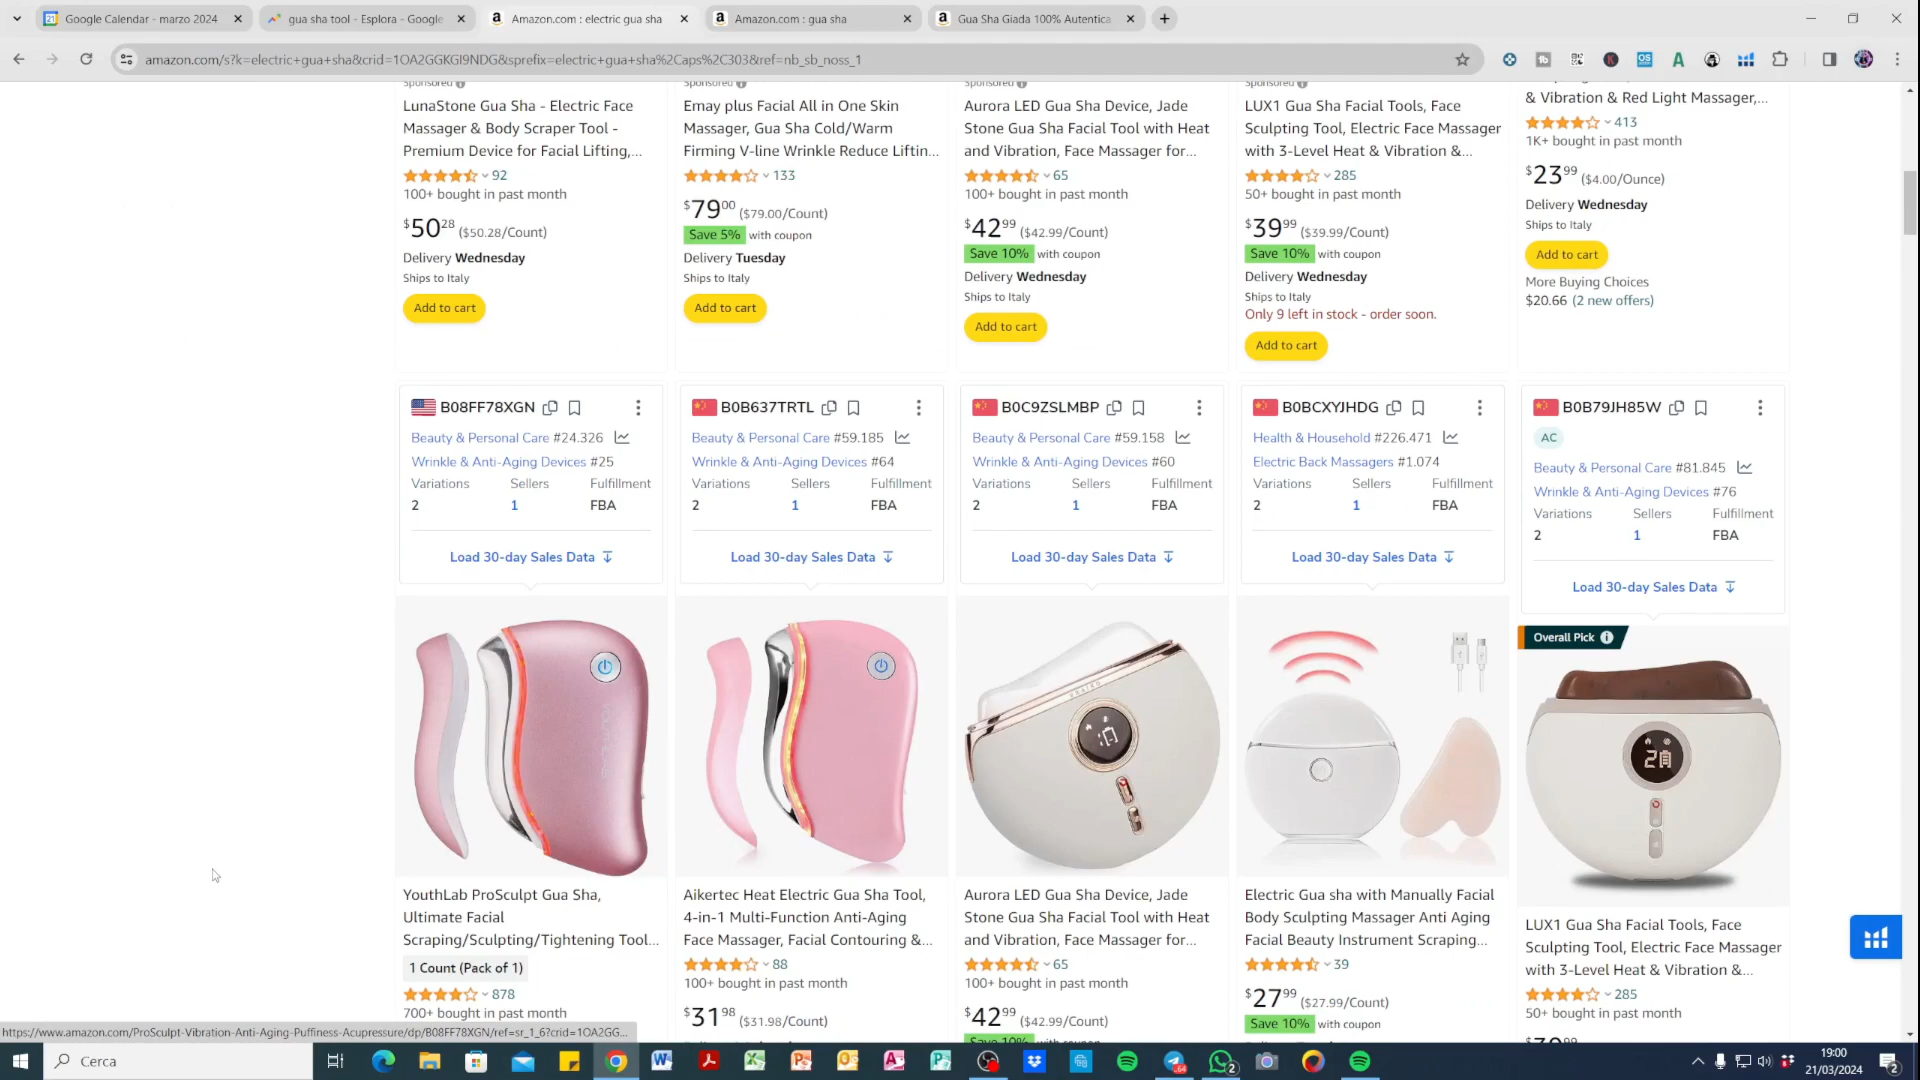 Google Calendar - marzo 2024
gua sha tool - Esplora - Google
Amazon.com : electric gua sha
Amazon.com : gua sha
Gua Sha Giada 100% Autentica
amazon.com/s?k=electric+gua+sha&crid=1OA2GGKGI9NDG&sprefix=electric+gua+sha%2Caps%2C303&ref=nb_sb_noss_1
Sponsored
LunaStone Gua Sha - Electric Face
Massager & Body Scraper Tool -
Premium Device for Facial Lifting,...
92
100+ bought in past month
$50 28 ($50.28/Count)
Delivery Wednesday
Ships to Italy
Add to cart
Sponsored
Emay plus Facial All in One Skin
Massager, Gua Sha Cold/Warm
Firming V-line Wrinkle Reduce Liftin...
133
$79 00 ($79.00/Count)
Save 5% with coupon
Delivery Tuesday
Ships to Italy
Add to cart
Sponsored
Aurora LED Gua Sha Device, Jade
Stone Gua Sha Facial Tool with Heat
and Vibration, Face Massager for...
65
100+ bought in past month
$42 99 ($42.99/Count)
Save 10% with coupon
Delivery Wednesday
Ships to Italy
Add to cart
Sponsored
LUX1 Gua Sha Facial Tools, Face
Sculpting Tool, Electric Face Massager
with 3-Level Heat & Vibration &...
285
50+ bought in past month
$39 99 ($39.99/Count)
Save 10% with coupon
Delivery Wednesday
Ships to Italy
Only 9 left in stock - order soon.
Add to cart
& Vibration & Red Light Massager,...
413
1K+ bought in past month
$23 99 ($4.00/Ounce)
Delivery Wednesday
Ships to Italy
Add to cart
More Buying Choices
$20.66 (2 new offers)
B08FF78XGN
Beauty & Personal Care #24.326
Wrinkle & Anti-Aging Devices #25
Variations Sellers Fulfillment
2 1 FBA
Load 30-day Sales Data
B0B637TRTL
Beauty & Personal Care #59.185
Wrinkle & Anti-Aging Devices #64
Variations Sellers Fulfillment
2 1 FBA
Load 30-day Sales Data
B0C9ZSLMBP
Beauty & Personal Care #59.158
Wrinkle & Anti-Aging Devices #60
Variations Sellers Fulfillment
2 1 FBA
Load 30-day Sales Data
B0BCXYJHDG
Health & Household #226.471
Electric Back Massagers #1.074
Variations Sellers Fulfillment
2 1 FBA
Load 30-day Sales Data
B0B79JH85W
AC
Beauty & Personal Care #81.845
Wrinkle & Anti-Aging Devices #76
Variations Sellers Fulfillment
2 1 FBA
Load 30-day Sales Data
Overall Pick
YouthLab ProSculpt Gua Sha,
Ultimate Facial
Scraping/Sculpting/Tightening Tool...
1 Count (Pack of 1)
878
700+ bought in past month
Aikertec Heat Electric Gua Sha Tool,
4-in-1 Multi-Function Anti-Aging
Face Massager, Facial Contouring &...
88
100+ bought in past month
$31 98 ($31.98/Count)
Aurora LED Gua Sha Device, Jade
Stone Gua Sha Facial Tool with Heat
and Vibration, Face Massager for...
65
100+ bought in past month
$42 99 ($42.99/Count)
Save 10% with coupon
Electric Gua sha with Manually Facial
Body Sculpting Massager Anti Aging
Facial Beauty Instrument Scraping...
39
$27 99 ($27.99/Count)
Save 10% with coupon
LUX1 Gua Sha Facial Tools, Face
Sculpting Tool, Electric Face Massager
with 3-Level Heat & Vibration &...
285
50+ bought in past month
https://www.amazon.com/ProSculpt-Vibration-Anti-Aging-Puffiness-Acupressure/dp/B08FF78XGN/ref=sr_1_6?crid=1OA2GG...
Cerca
19:00
21/03/2024